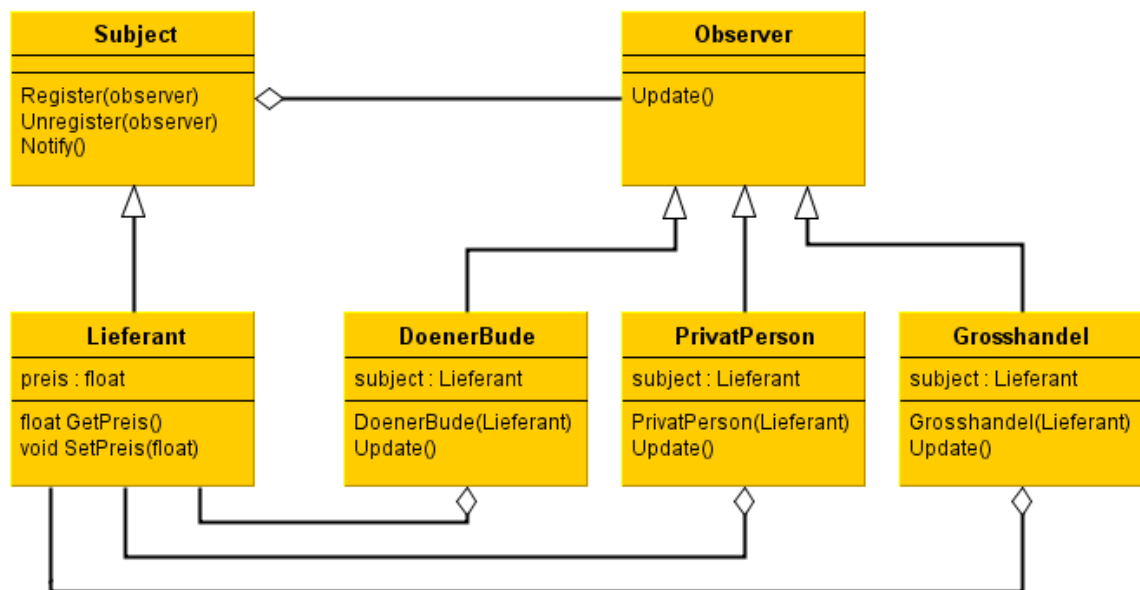 Subject
Register(observer)
Unregister(observer)
Notify()
Observer
Update()
Lieferant
preis : float
float GetPreis()
void SetPreis(float)
DoenerBude
subject : Lieferant
DoenerBude(Lieferant)
Update()
PrivatPerson
subject : Lieferant
PrivatPerson(Lieferant)
Update()
Grosshandel
subject : Lieferant
Grosshandel(Lieferant)
Update()